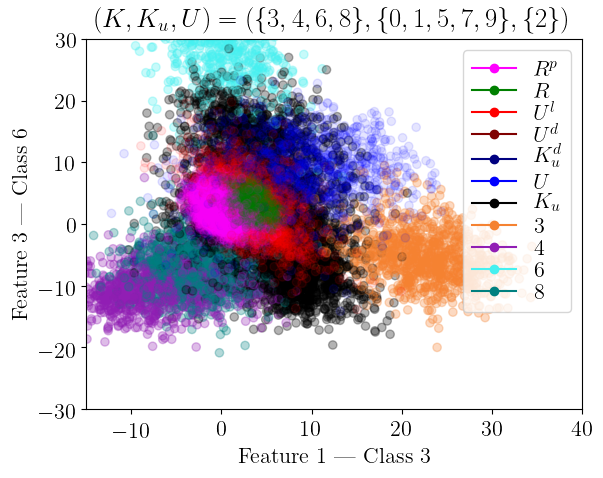 (K, K_u, U) = ({3, 4, 6, 8}, {0, 1, 5, 7, 9}, {2})
30
20
10
0
−10
−20
−30
Feature 3 — Class 6
R^p
R
U^l
U^d
K_u^d
U
K_u
3
4
6
8
−10 0 10 20 30 40
Feature 1 — Class 3